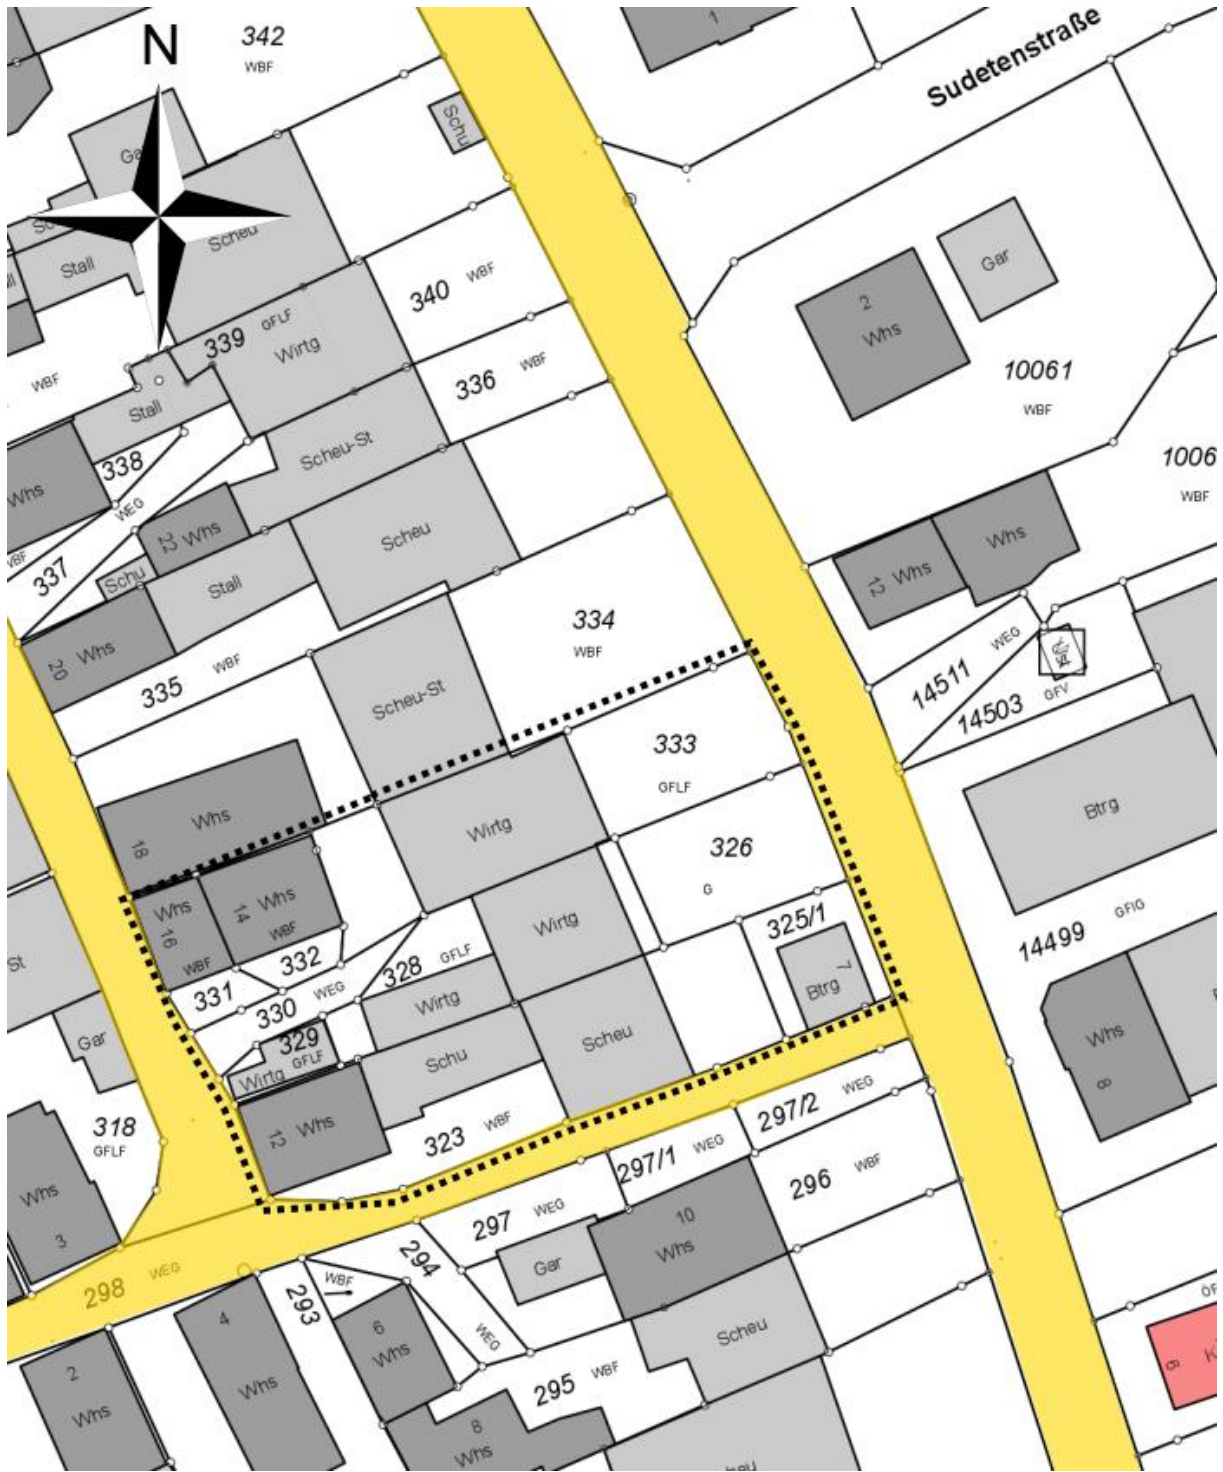 N
342
WBF
1
Sudetenstraße
Schu
Scheu
Stall
340 WBF
Gar
2
Whs
339 GFLF
Wirtg
336 WBF
10061
WBF
WBF
Stall
338
Scheu-St
WBF
Whs
WEG
22 Whs
Scheu
Whs
12 Whs
337
Schu
Stall
20 Whs
334
WBF
WEG
14511
335 WBF
14503 GFV
Scheu-St
333
GFLF
Whs
18
Wirtg
Btrg
326
G
Whs
16
WBF
14 Whs
WBF
Wirtg
325/1
14499 GFIG
332
331
328 GFLF
7
Btrg
St
330 WEG
Wirtg
329
GFLF
Wirtg
Gar
Schu
Scheu
Whs
8
12 Whs
318
GFLF
323 WBF
297/2 WEG
297/1 WEG
296 WBF
Whs
3
297 WEG
10
Whs
298 WEG
294
Gar
293
WBF
4
Whs
6
Whs
WEG
Scheu
2
Whs
295 WBF
6
8
Whs